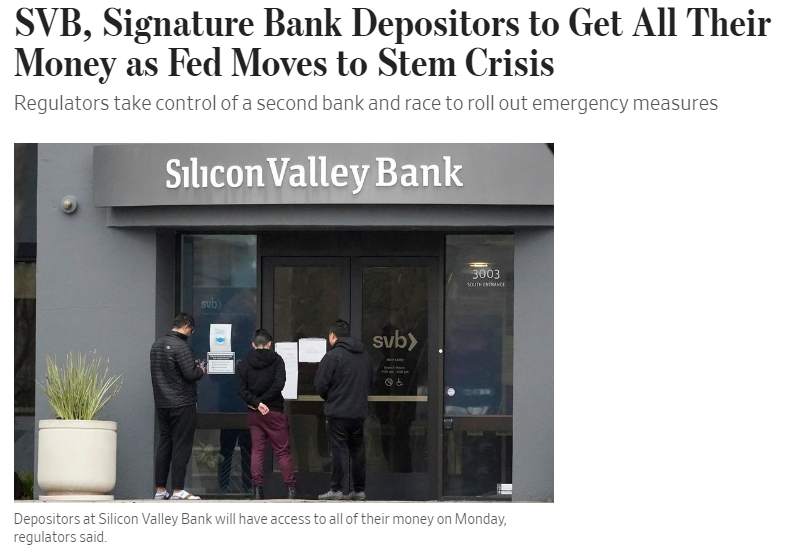 SVB, Signature Bank Depositors to Get All Their
Money as Fed Moves to Stem Crisis
Regulators take control of a second bank and race to roll out emergency measures
Silicon Valley Bank
3003
SOUTH ENTRANCE
svb
svb>
Depositors at Silicon Valley Bank will have access to all of their money on Monday,
regulators said.